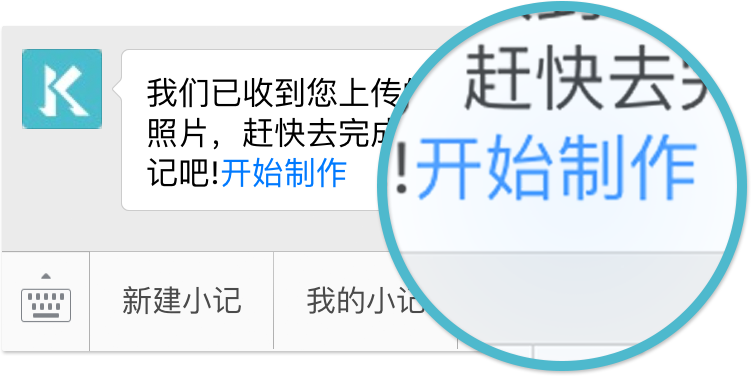 我们已收到您上传
照片，赶快去完成
记吧!开始制作
赶快去
!开始制作
新建小记
我的小记